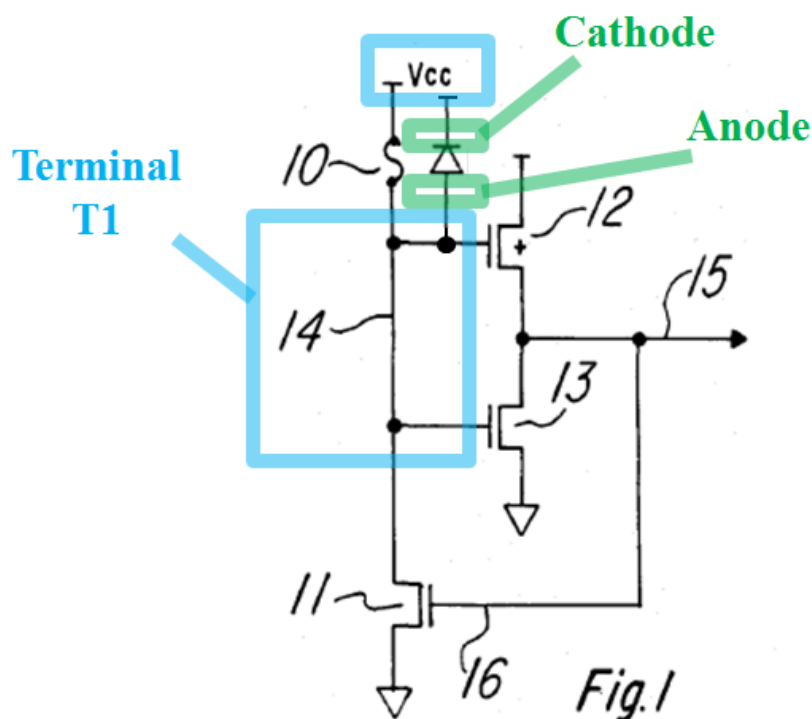 Cathode
Vcc
Anode
10
Terminal
T1
12
15
14
13
11
16
Fig.1